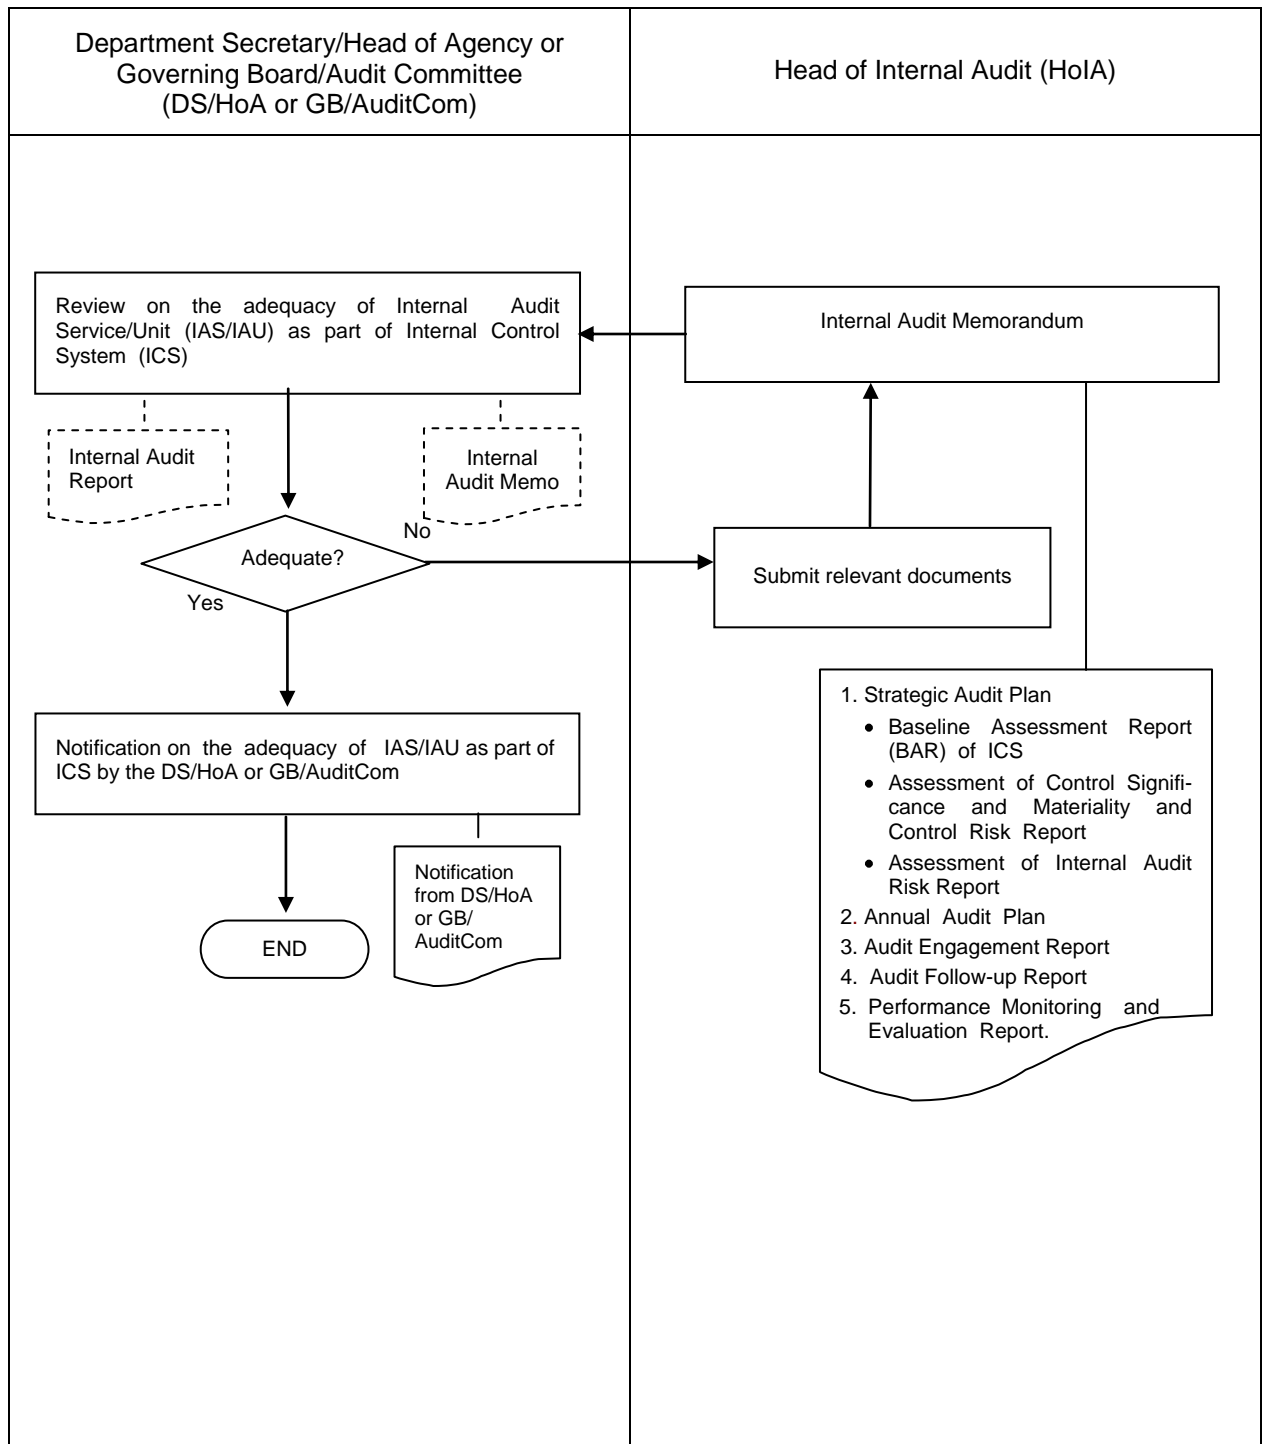 Department Secretary/Head of Agency or
Governing Board/Audit Committee
(DS/HoA or GB/AuditCom)
Head of Internal Audit (HoIA)
Review on the adequacy of Internal Audit
Service/Unit (IAS/IAU) as part of Internal Control
System (ICS)
Internal Audit Memorandum
Internal Audit
Report
Internal
Audit Memo
No
Adequate?
Yes
Submit relevant documents
Notification on the adequacy of IAS/IAU as part of
ICS by the DS/HoA or GB/AuditCom
Notification
from DS/HoA
or GB/
AuditCom
END
1. Strategic Audit Plan
• Baseline Assessment Report
(BAR) of ICS
• Assessment of Control Signifi-
cance and Materiality and
Control Risk Report
• Assessment of Internal Audit
Risk Report
2. Annual Audit Plan
3. Audit Engagement Report
4. Audit Follow-up Report
5. Performance Monitoring and
Evaluation Report.